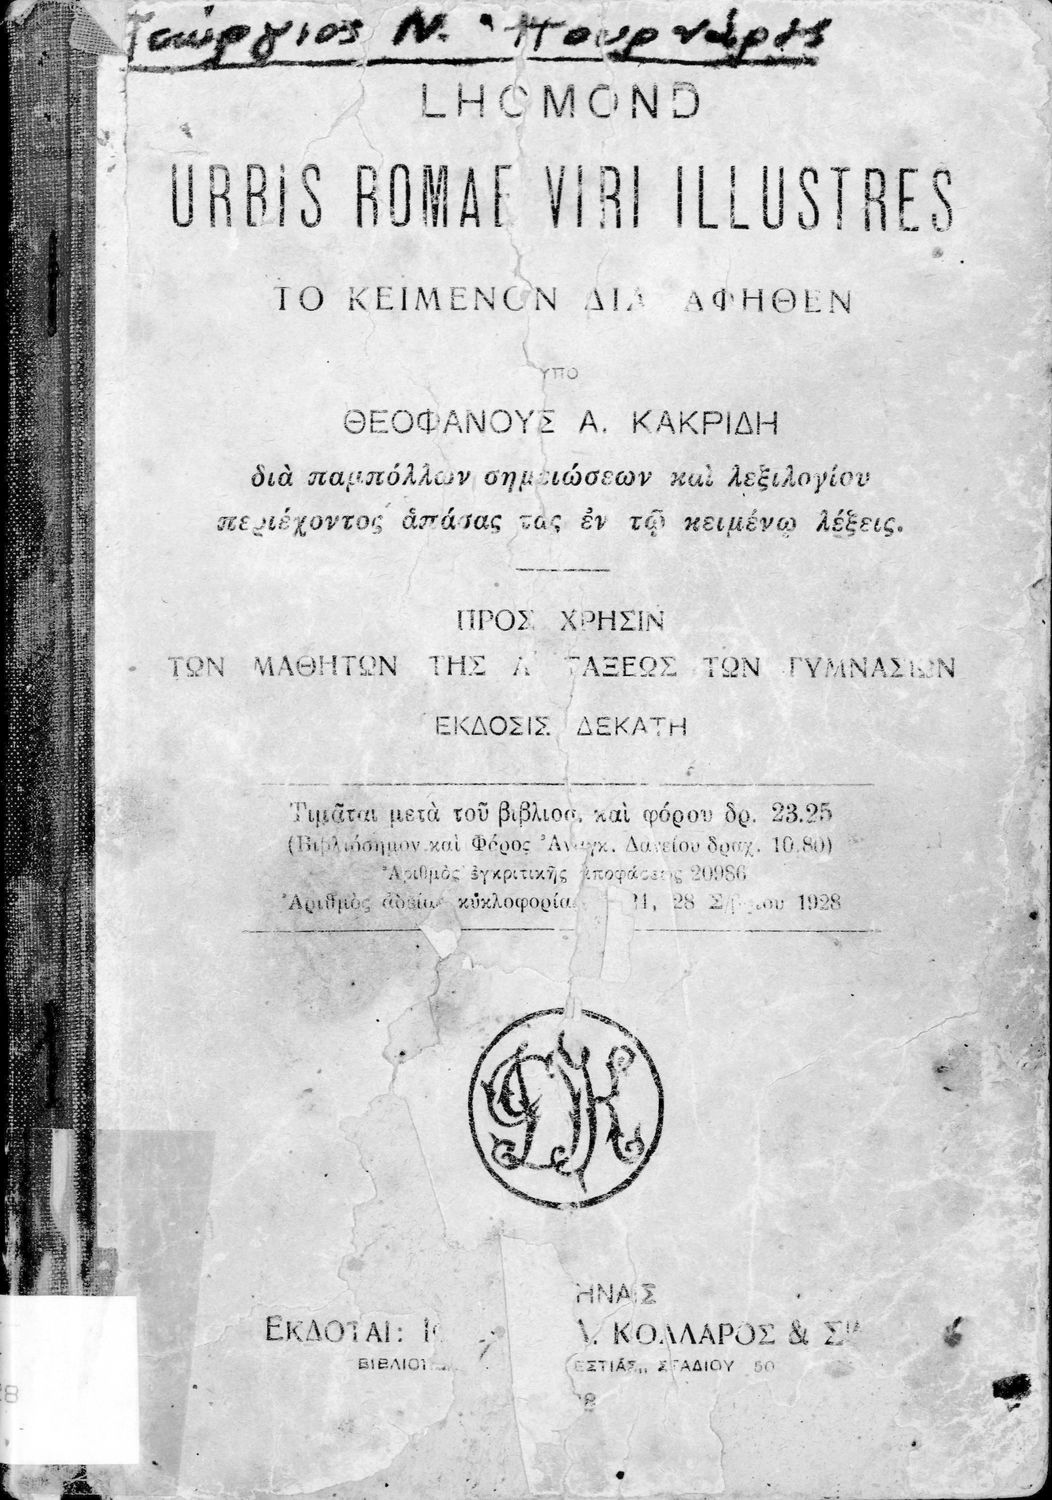 Γεώργιος Ν. Πουρνάρης
LHOMOND
URBIS ROMAE VIRI ILLUSTRES
ΤΟ ΚΕΙΜΕΝΟΝ
ΥΠΟ
ΘΕΟΦΑΝΟΥΣ Α. ΚΑΚΡΙΔΗ
διὰ παμπόλλων σημειώσεων καὶ λεξιλογίου
περιέχοντος ἁπάσας τὰς ἐν τῷ κειμένῳ λέξεις.
ΠΡΟΣ ΧΡΗΣΙΝ
ΤΩΝ ΜΑΘΗΤΩΝ ΤΗΣ ΤΑΞΕΩΣ ΤΩΝ ΓΥΜΝΑΣΙΩΝ
ΕΚΔΟΣΙΣ ΔΕΚΑΤΗ
Τιμᾶται μετὰ τοῦ βιβλιοσ. καὶ φόρου δρ. 23.25
(Βιβλιόσημον καὶ Φόρος Ἀναγκ. Δανείου δραχ. 10.80)
Ἀριθμὸς ἐγκριτικῆς ἀποφάσεως 20986
Ἀριθμὸς ἀδείας κυκλοφορίας 28 1928
ΕΚΔΟΤΑΙ: ΚΟΛΛΑΡΟΣ & ΣΙΑ
ΣΤΑΔΙΟΥ 50